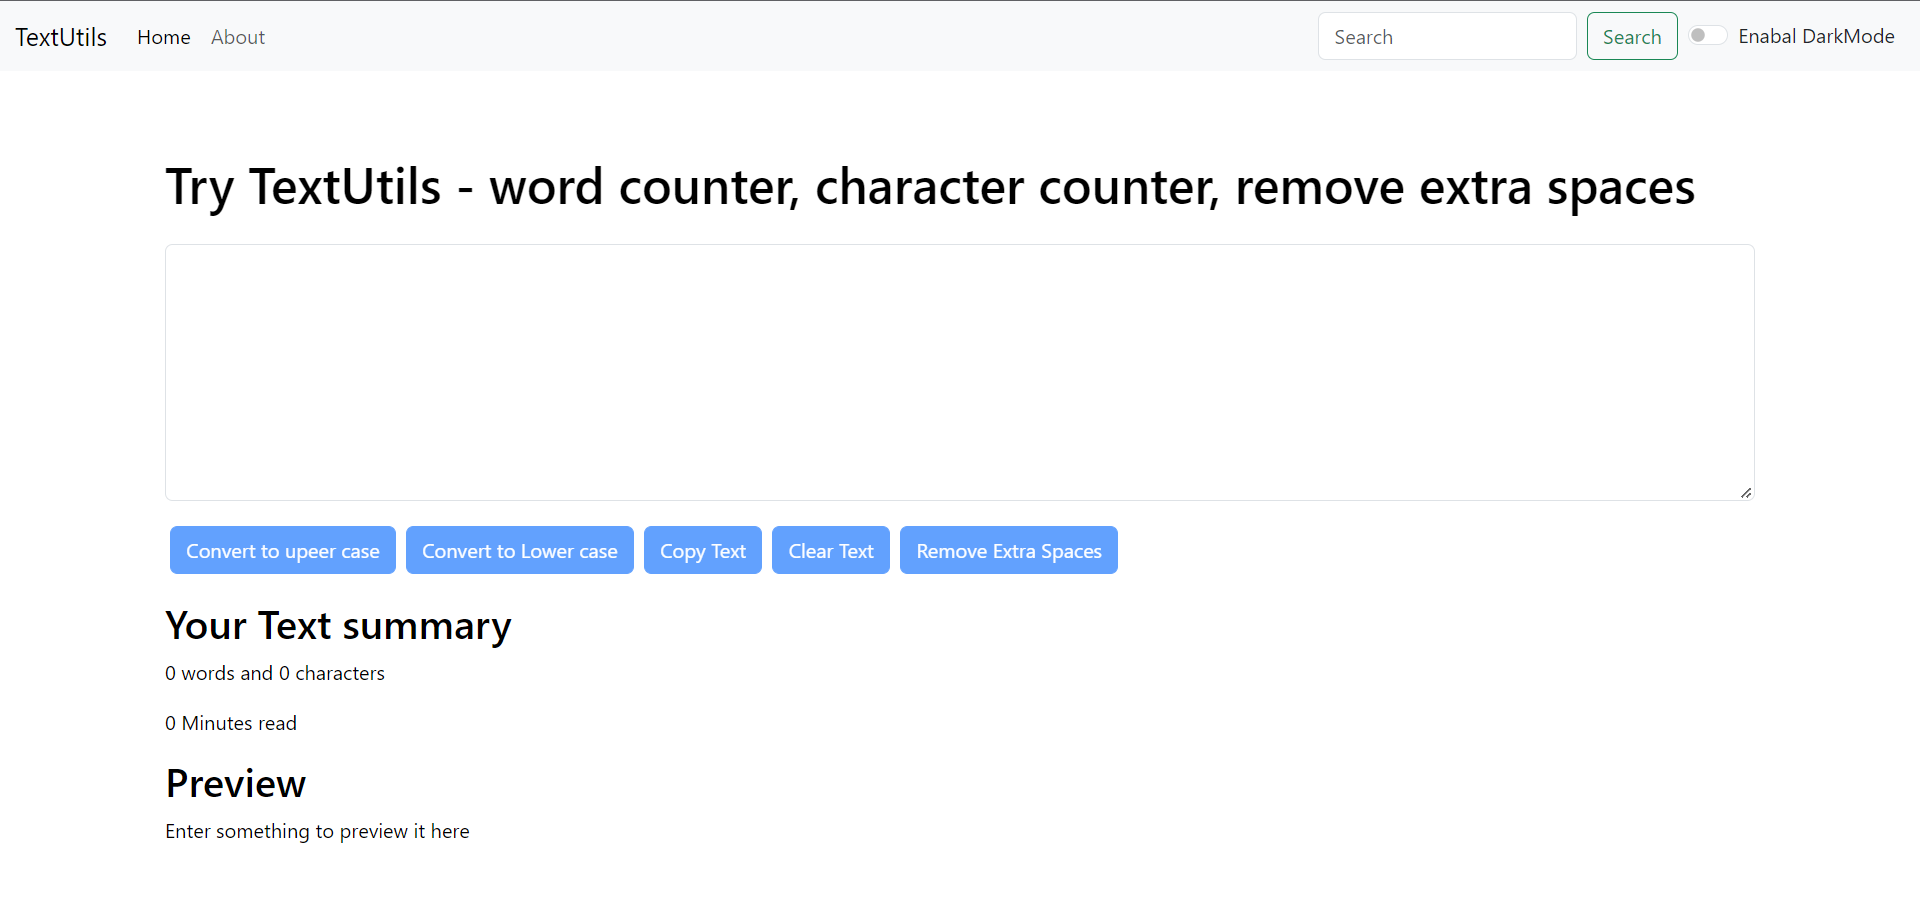 TextUtils Home About Search Search Enabal DarkMode
Try TextUtils - word counter, character counter, remove extra spaces
Convert to upeer case Convert to Lower case Copy Text Clear Text Remove Extra Spaces
Your Text summary
0 words and 0 characters
0 Minutes read
Preview
Enter something to preview it here